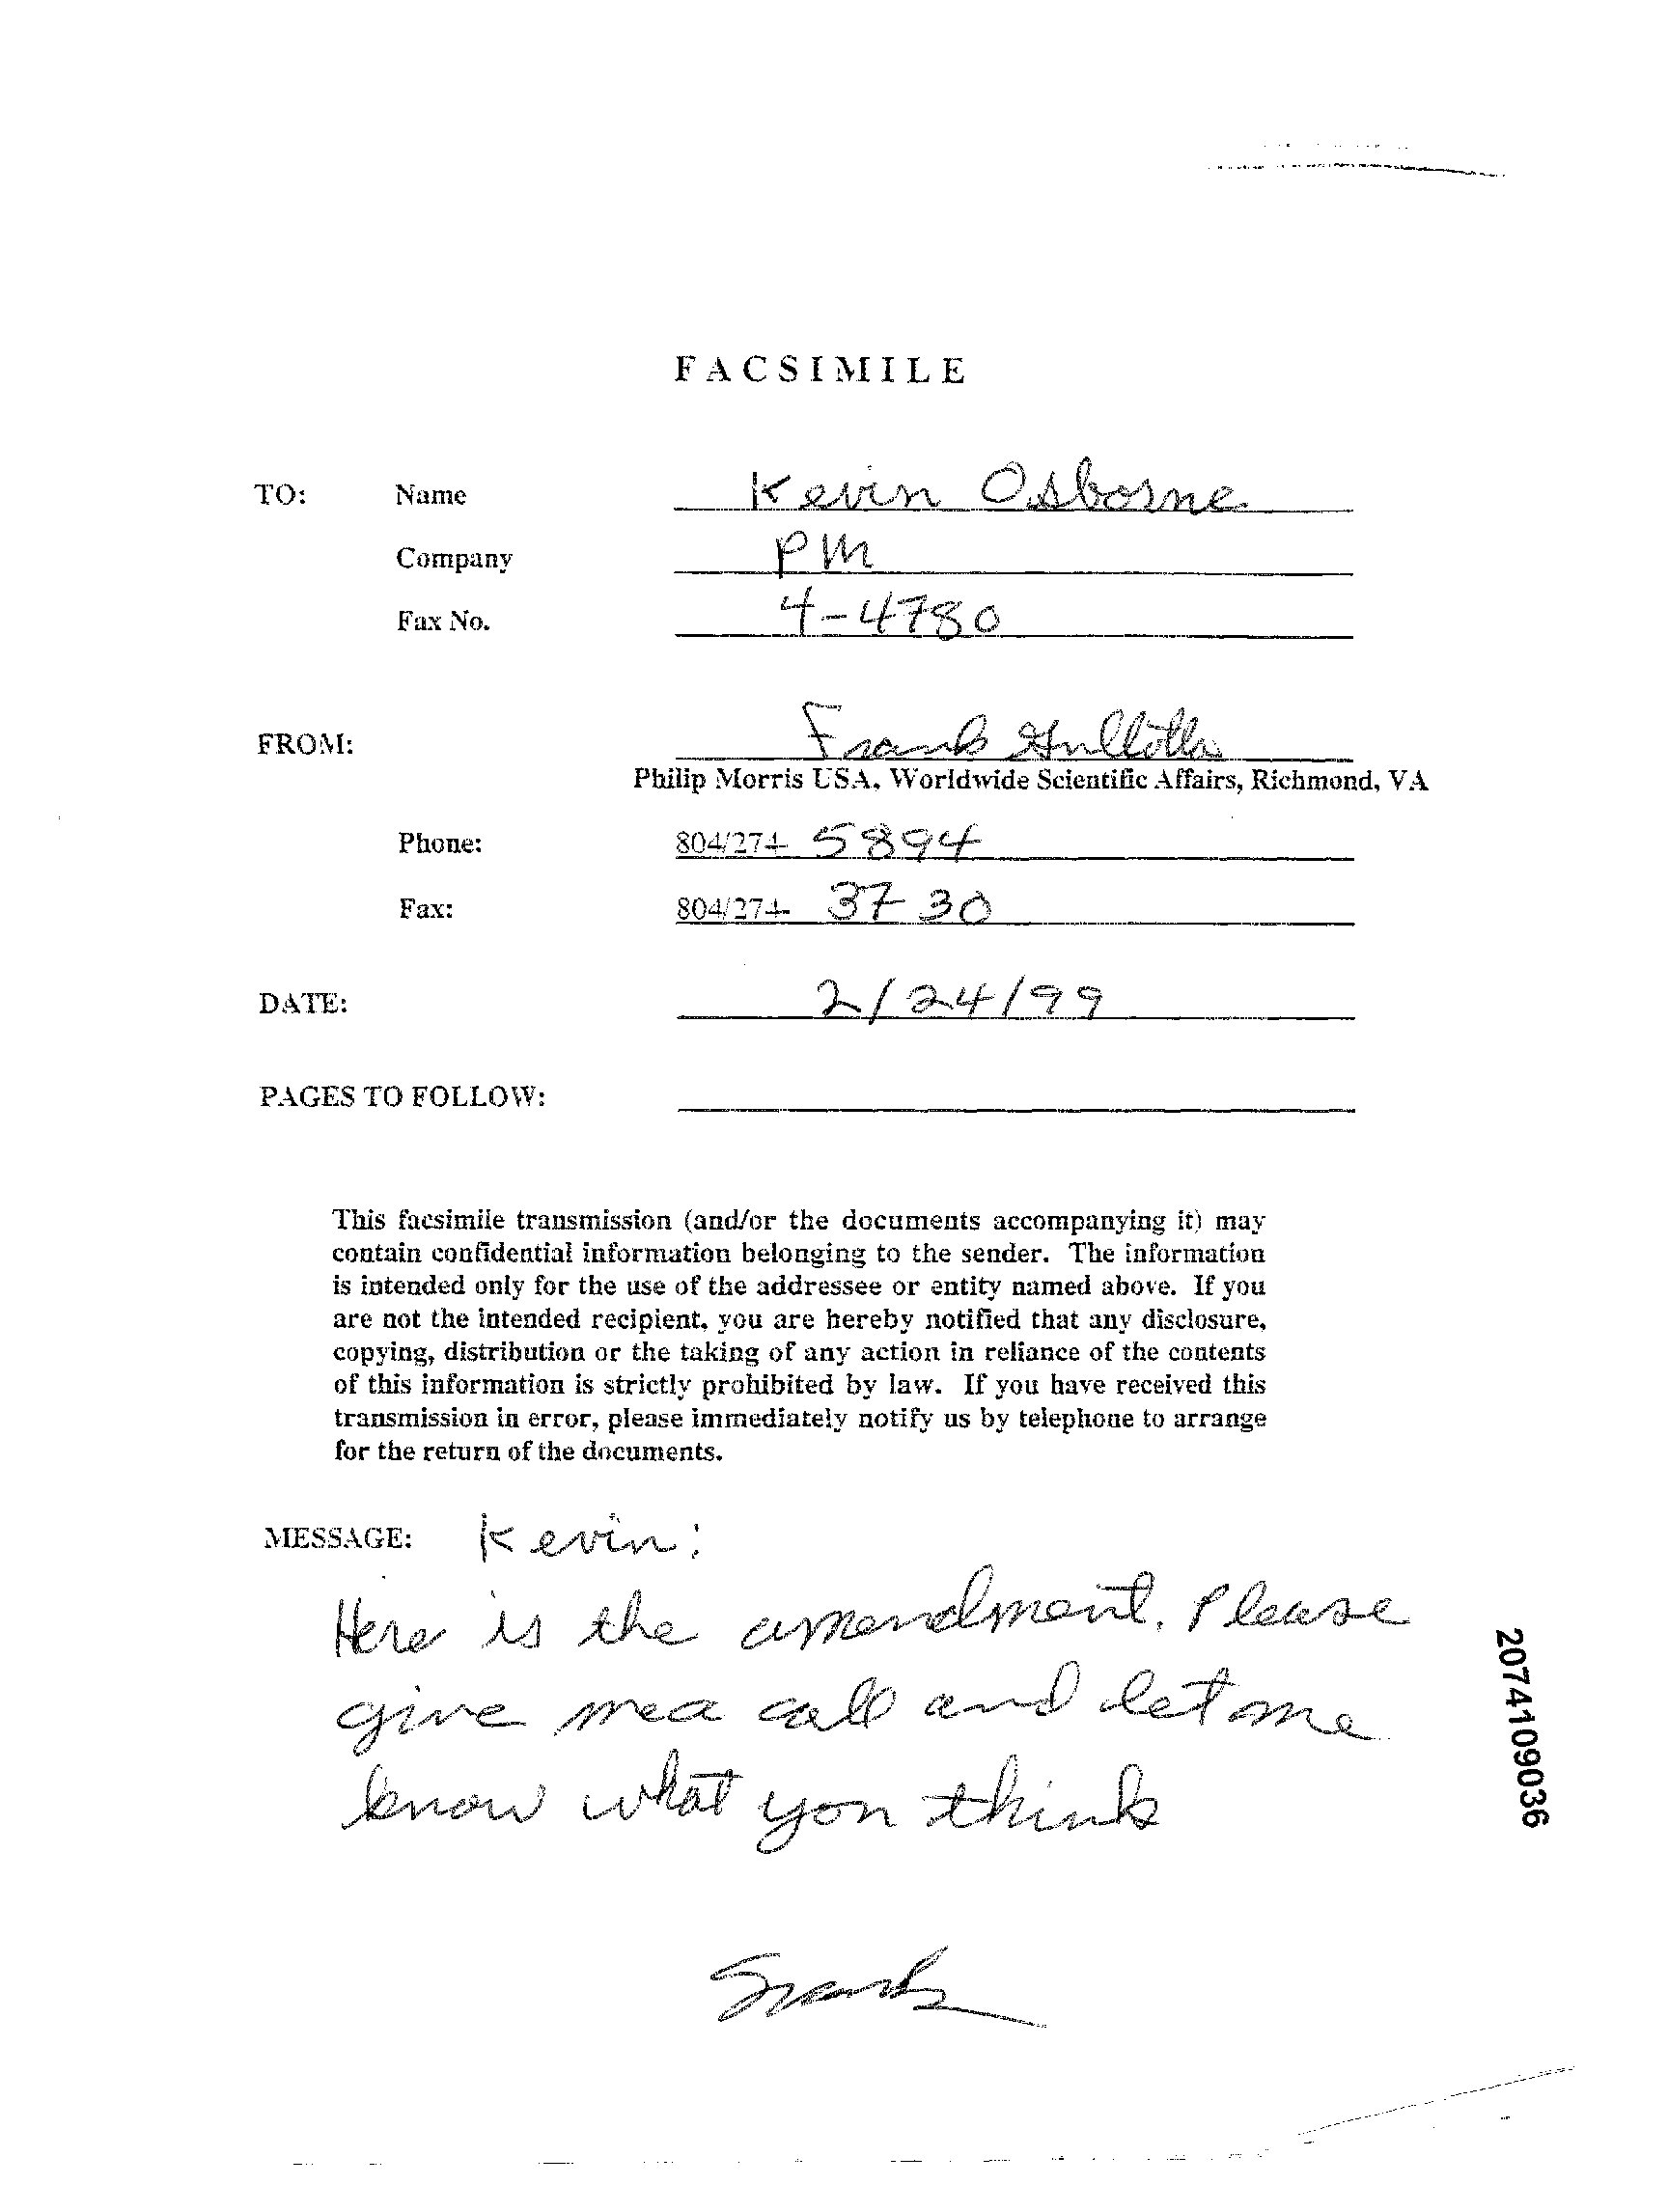 FACSIMILE
TO: Name Kevin Osborne
Company PM
Fax No. 4-4780
FROM: Frank Gullotta
Philip Morris USA, Worldwide Scientific Affairs, Richmond, VA
Phone: 804/274- 5894
Fax: 804/274- 3730
DATE: 2/24/99
PAGES TO FOLLOW:
This facsimile transmission (and/or the documents accompanying it) may
contain confidential information belonging to the sender. The information
is intended only for the use of the addressee or entity named above. If you
are not the intended recipient, you are hereby notified that any disclosure,
copying, distribution or the taking of any action in reliance of the contents
of this information is strictly prohibited by law. If you have received this
transmission in error, please immediately notify us by telephone to arrange
for the return of the documents.
MESSAGE: Kevin:
Here is the amendment. Please
give me a call and let me
know what you think
Frank
2074109036